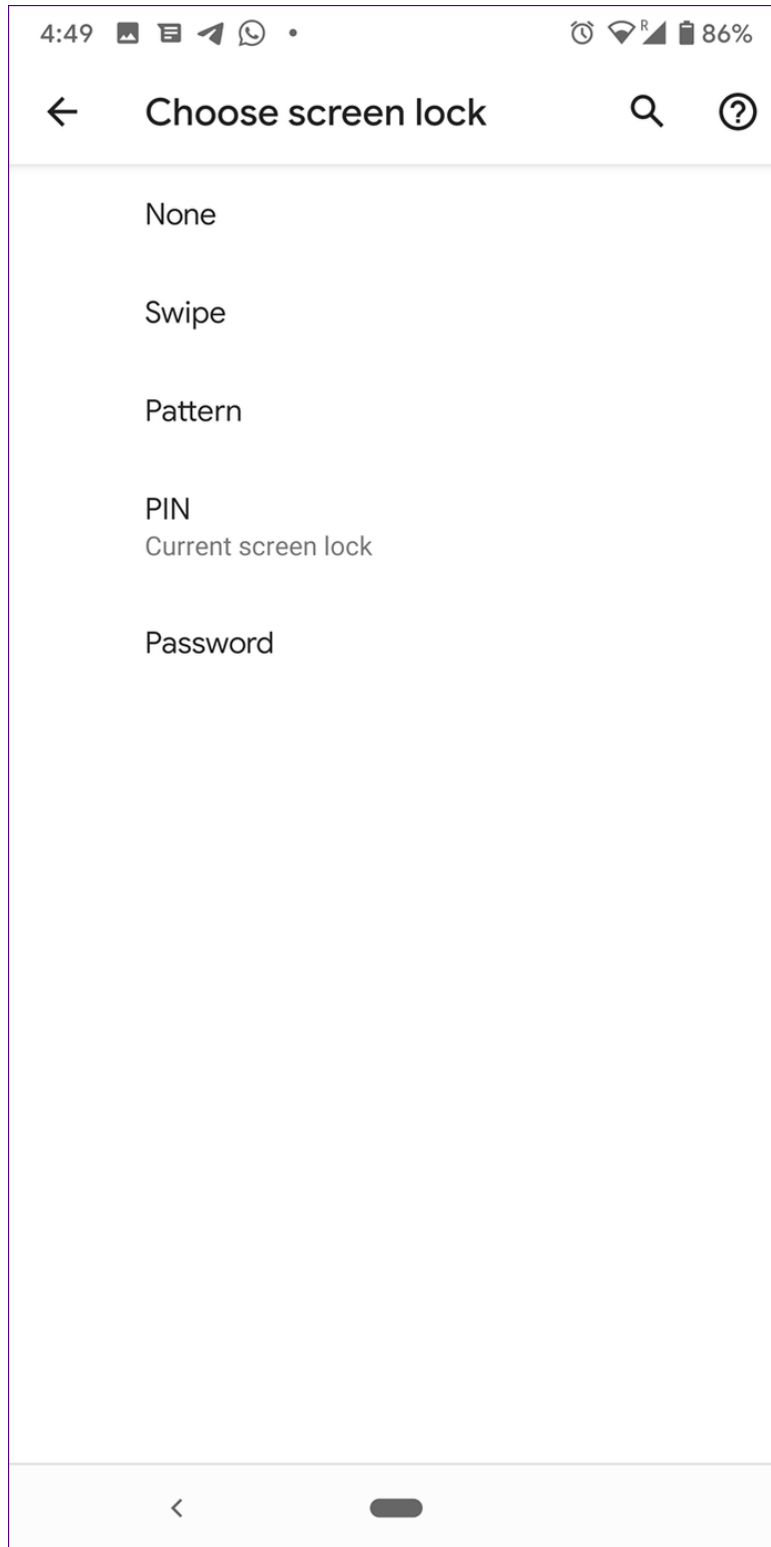 4:49 R 86%
Choose screen lock
None
Swipe
Pattern
PIN
Current screen lock
Password